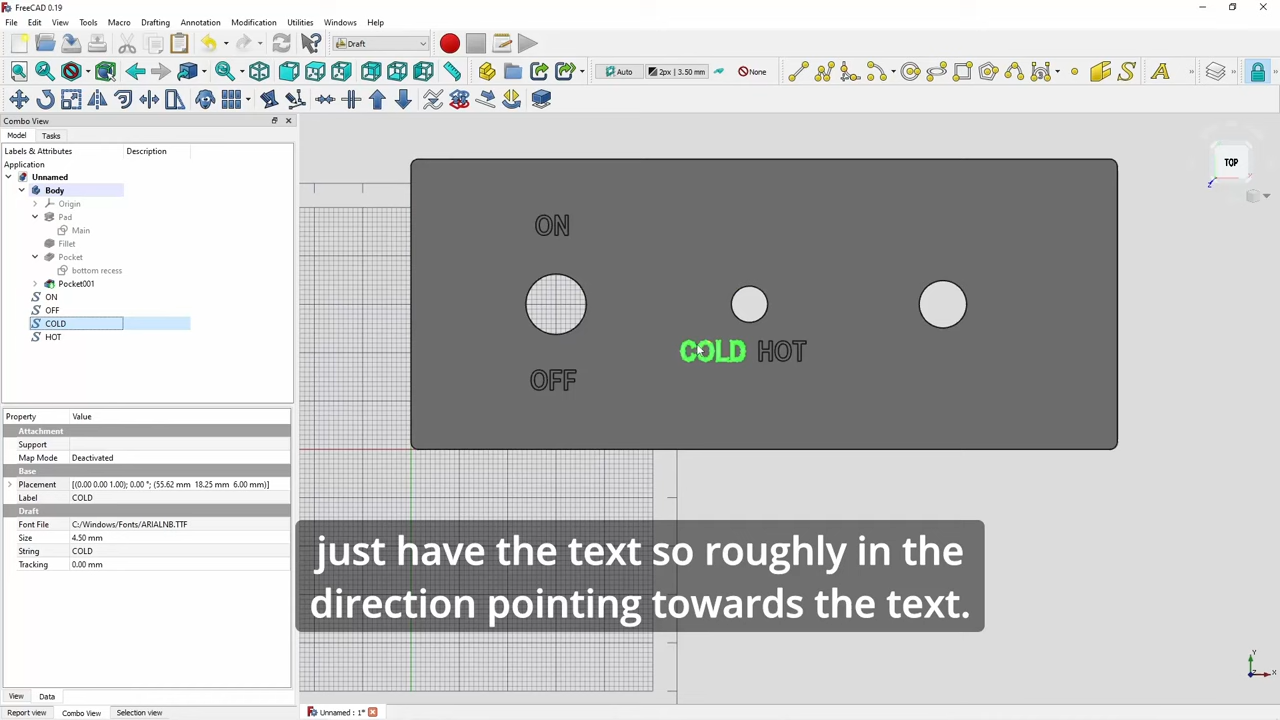 FreeCAD 0.19
File Edit View Tools Macro Drafting Annotation Modification Utilities Windows Help
Draft
Auto 2px | 3.50 mm None
Combo View
Model Tasks
Labels & Attributes Description
Application
Unnamed
Body
Origin
Pad
Main
Fillet
Pocket
bottom recess
Pocket001
ON
OFF
COLD
HOT
Property Value
Attachment
Support
Map Mode Deactivated
Base
Placement [(0.00 0.00 1.00); 0.00 °; (55.62 mm 18.25 mm 6.00 mm)]
Label COLD
Draft
Font File C:/Windows/Fonts/ARIALNB.TTF
Size 4.50 mm
String COLD
Tracking 0.00 mm
View Data
Report view Combo View Selection view
ON
COLD HOT
OFF
TOP
just have the text so roughly in the
direction pointing towards the text.
Y
Z X
Unnamed : 1*